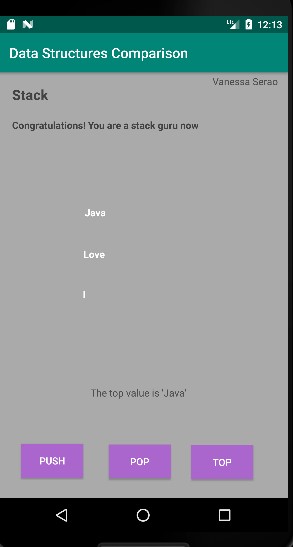 LTE 12:13
Data Structures Comparison
Vanessa Serao
Stack
Congratulations! You are a stack guru now
Java
Love
I
The top value is 'Java'
PUSH POP TOP